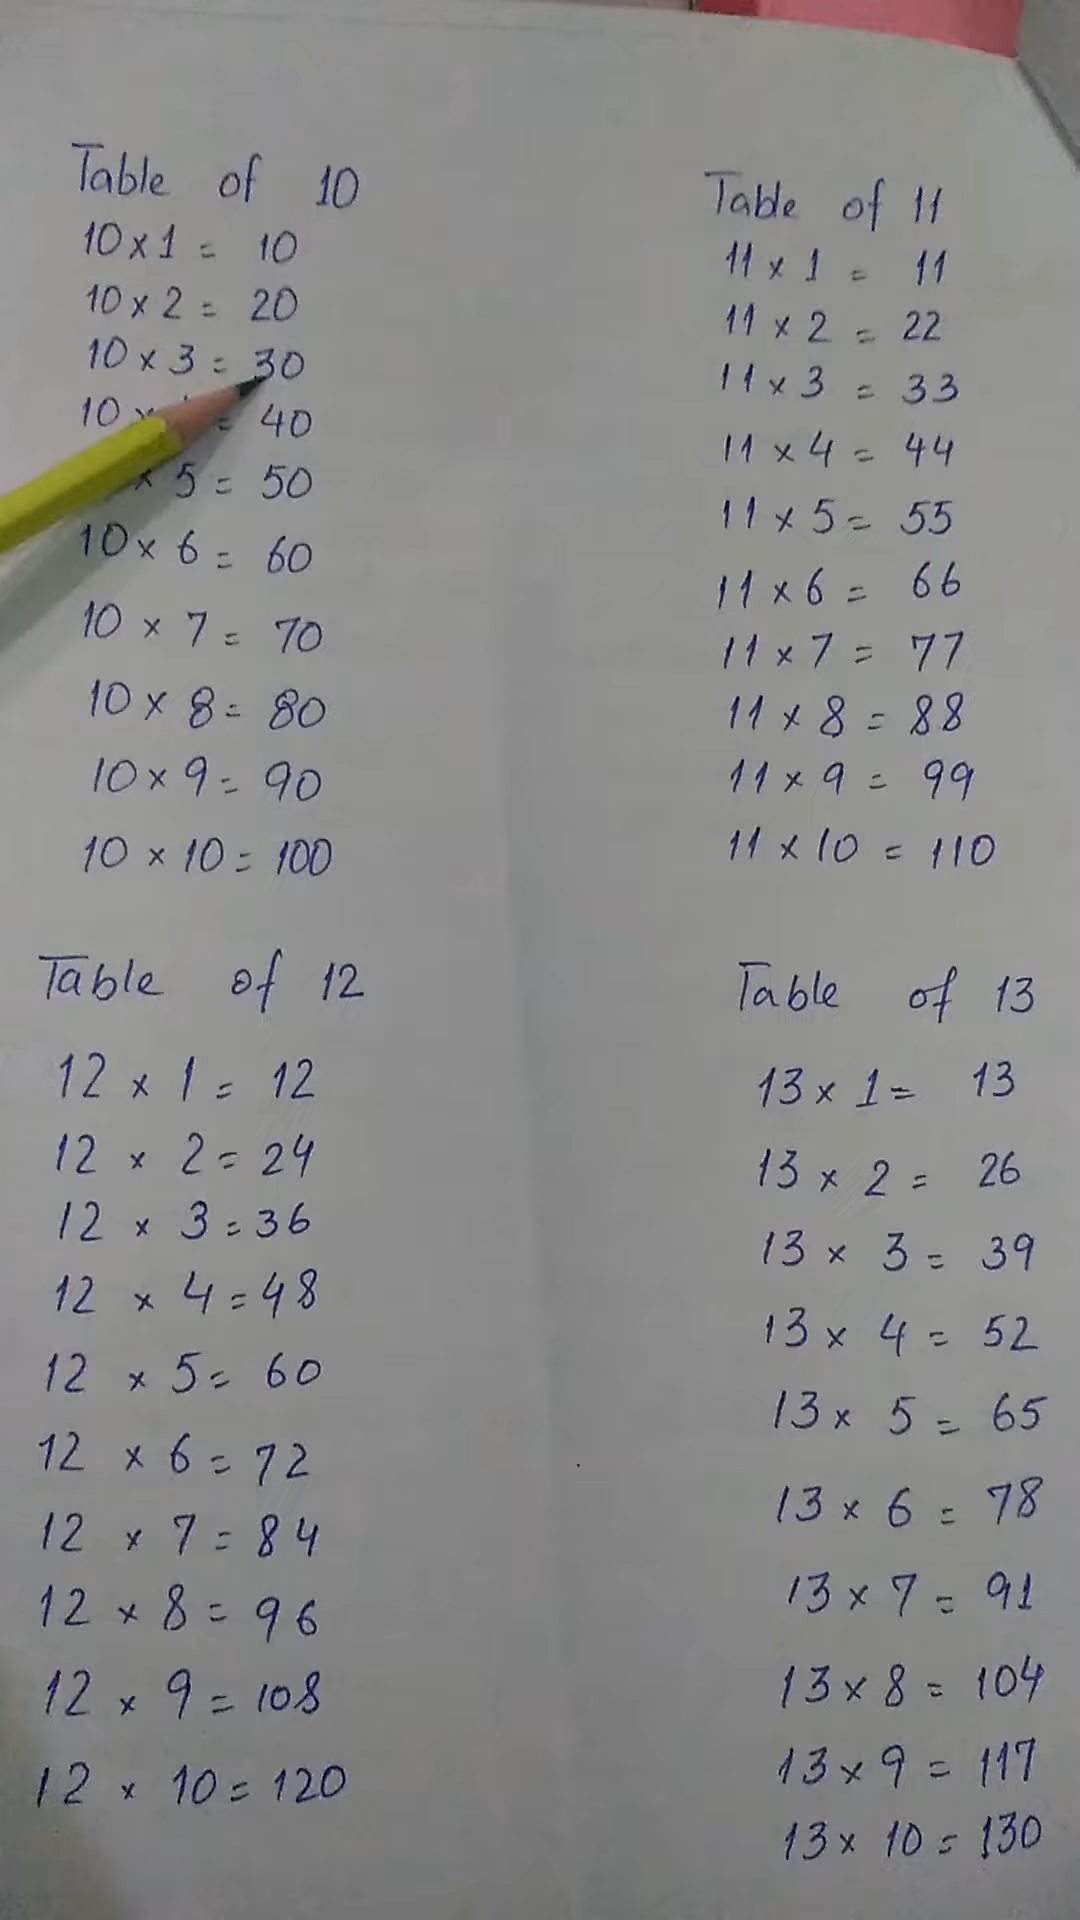 Table of 10
10 x 1 = 10
10 x 2 = 20
10 x 3 = 30
10 x = 40
x 5 = 50
10 x 6 = 60
10 x 7 = 70
10 x 8 = 80
10 x 9 = 90
10 x 10 = 100
Table of 11
11 x 1 = 11
11 x 2 = 22
11 x 3 = 33
11 x 4 = 44
11 x 5 = 55
11 x 6 = 66
11 x 7 = 77
11 x 8 = 88
11 x 9 = 99
11 x 10 = 110
Table of 12
12 x 1 = 12
12 x 2 = 24
12 x 3 = 36
12 x 4 = 48
12 x 5 = 60
12 x 6 = 72
12 x 7 = 84
12 x 8 = 96
12 x 9 = 108
12 x 10 = 120
Table of 13
13 x 1 = 13
13 x 2 = 26
13 x 3 = 39
13 x 4 = 52
13 x 5 = 65
13 x 6 = 78
13 x 7 = 91
13 x 8 = 104
13 x 9 = 117
13 x 10 = 130